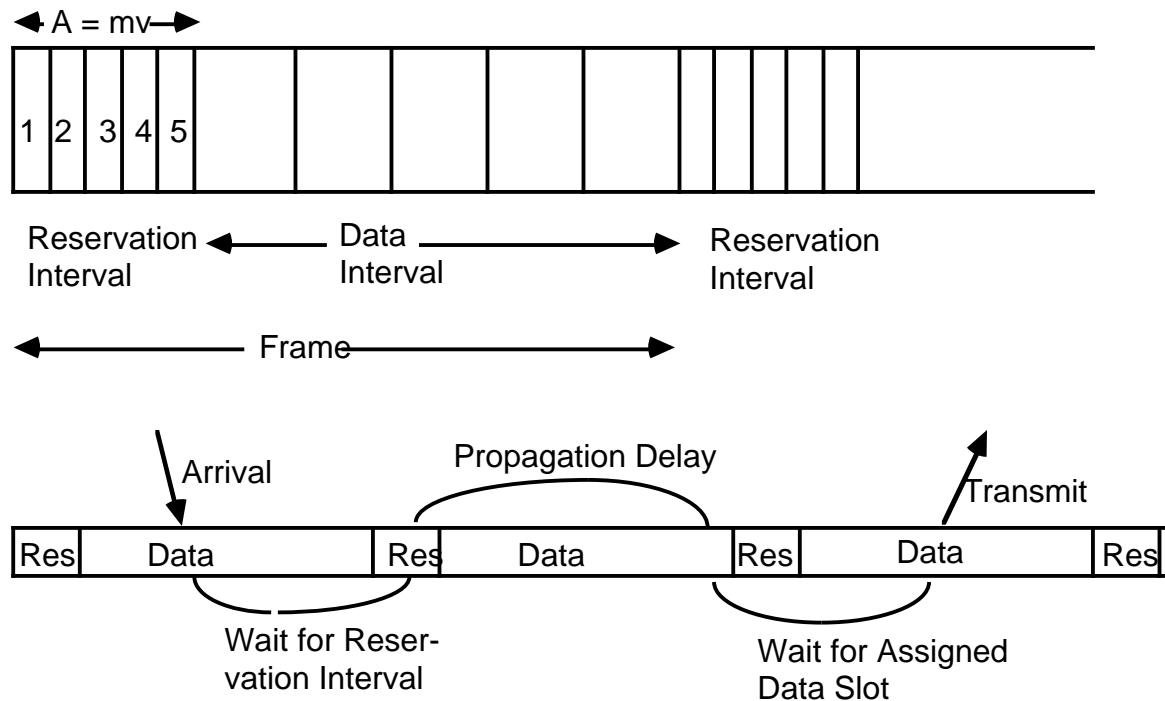 A = mv
1 2 3 4 5
Reservation
Interval
Data
Interval
Reservation
Interval
Frame
Arrival
Propagation Delay
Transmit
Res Data Res Data Res Data Res
Wait for Reser-
vation Interval
Wait for Assigned
Data Slot